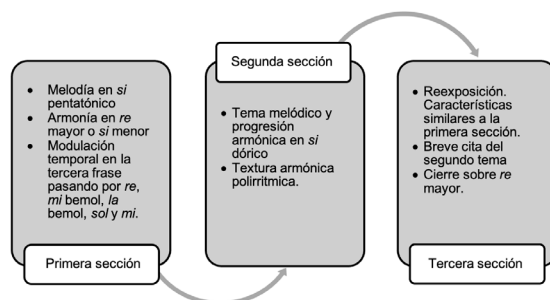 • Melodía en si
pentatónico
• Armonía en re
mayor o si menor
• Modulación
temporal en la
tercera frase
pasando por re,
mi bemol, la
bemol, sol y mi.
Primera sección
Segunda sección
• Tema melódico y
progresión
armónica en si
dórico
• Textura armónica
polirritmica.
• Reexposición.
Características
similares a la
primera sección.
• Breve cita del
segundo tema
• Cierre sobre re
mayor.
Tercera sección